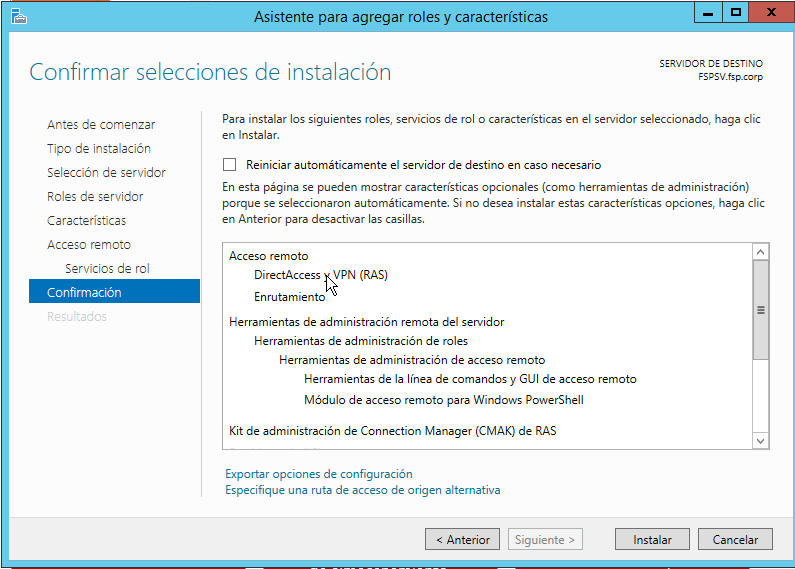 Asistente para agregar roles y características
Confirmar selecciones de instalación
SERVIDOR DE DESTINO
FSPSV.fsp.corp
Antes de comenzar
Tipo de instalación
Selección de servidor
Roles de servidor
Características
Acceso remoto
Servicios de rol
Confirmación
Resultados
Para instalar los siguientes roles, servicios de rol o características en el servidor seleccionado, haga clic
en Instalar.
Reiniciar automáticamente el servidor de destino en caso necesario
En esta página se pueden mostrar características opcionales (como herramientas de administración)
porque se seleccionaron automáticamente. Si no desea instalar estas características opciones, haga clic
en Anterior para desactivar las casillas.
Acceso remoto
DirectAccess y VPN (RAS)
Enrutamiento
Herramientas de administración remota del servidor
Herramientas de administración de roles
Herramientas de administración de acceso remoto
Herramientas de la línea de comandos y GUI de acceso remoto
Módulo de acceso remoto para Windows PowerShell
Kit de administración de Connection Manager (CMAK) de RAS
Exportar opciones de configuración
Especifique una ruta de acceso de origen alternativa
< Anterior
Siguiente >
Instalar
Cancelar